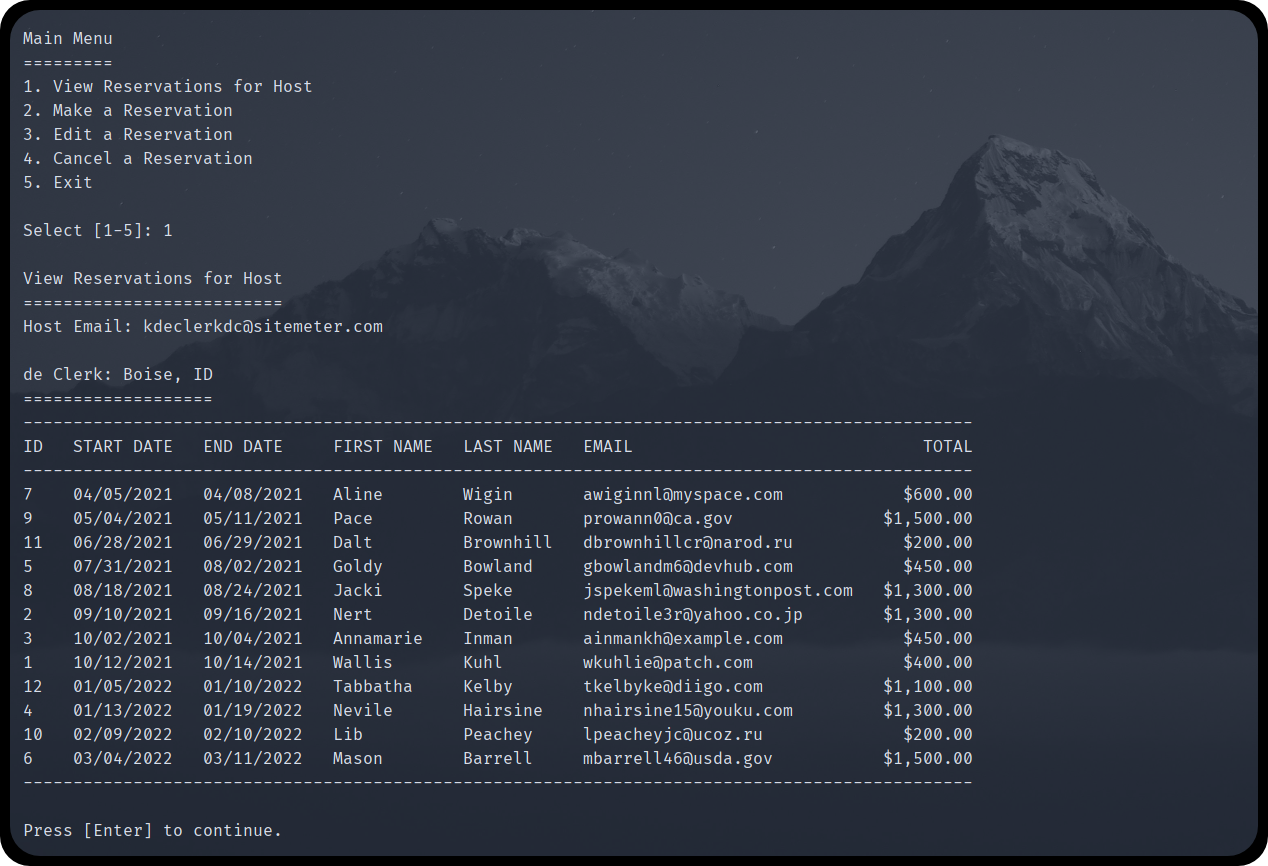 Main Menu
=========
1. View Reservations for Host
2. Make a Reservation
3. Edit a Reservation
4. Cancel a Reservation
5. Exit
Select [1-5]: 1
View Reservations for Host
==========================
Host Email: kdeclerkdc@sitemeter.com
de Clerk: Boise, ID
===================
-----------------------------------------------------------------------------------------------
ID   START DATE   END DATE     FIRST NAME   LAST NAME   EMAIL                             TOTAL
-----------------------------------------------------------------------------------------------
7    04/05/2021   04/08/2021   Aline        Wigin       awiginnl@myspace.com            $600.00
9    05/04/2021   05/11/2021   Pace         Rowan       prowann0@ca.gov               $1,500.00
11   06/28/2021   06/29/2021   Dalt         Brownhill   dbrownhillcr@narod.ru           $200.00
5    07/31/2021   08/02/2021   Goldy        Bowland     gbowlandm6@devhub.com           $450.00
8    08/18/2021   08/24/2021   Jacki        Speke       jspekeml@washingtonpost.com   $1,300.00
2    09/10/2021   09/16/2021   Nert         Detoile     ndetoile3r@yahoo.co.jp        $1,300.00
3    10/02/2021   10/04/2021   Annamarie    Inman       ainmankh@example.com            $450.00
1    10/12/2021   10/14/2021   Wallis       Kuhl        wkuhlie@patch.com               $400.00
12   01/05/2022   01/10/2022   Tabbatha     Kelby       tkelbyke@diigo.com            $1,100.00
4    01/13/2022   01/19/2022   Nevile       Hairsine    nhairsine15@youku.com         $1,300.00
10   02/09/2022   02/10/2022   Lib          Peachey     lpeacheyjc@ucoz.ru              $200.00
6    03/04/2022   03/11/2022   Mason        Barrell     mbarrell46@usda.gov           $1,500.00
-----------------------------------------------------------------------------------------------
Press [Enter] to continue.